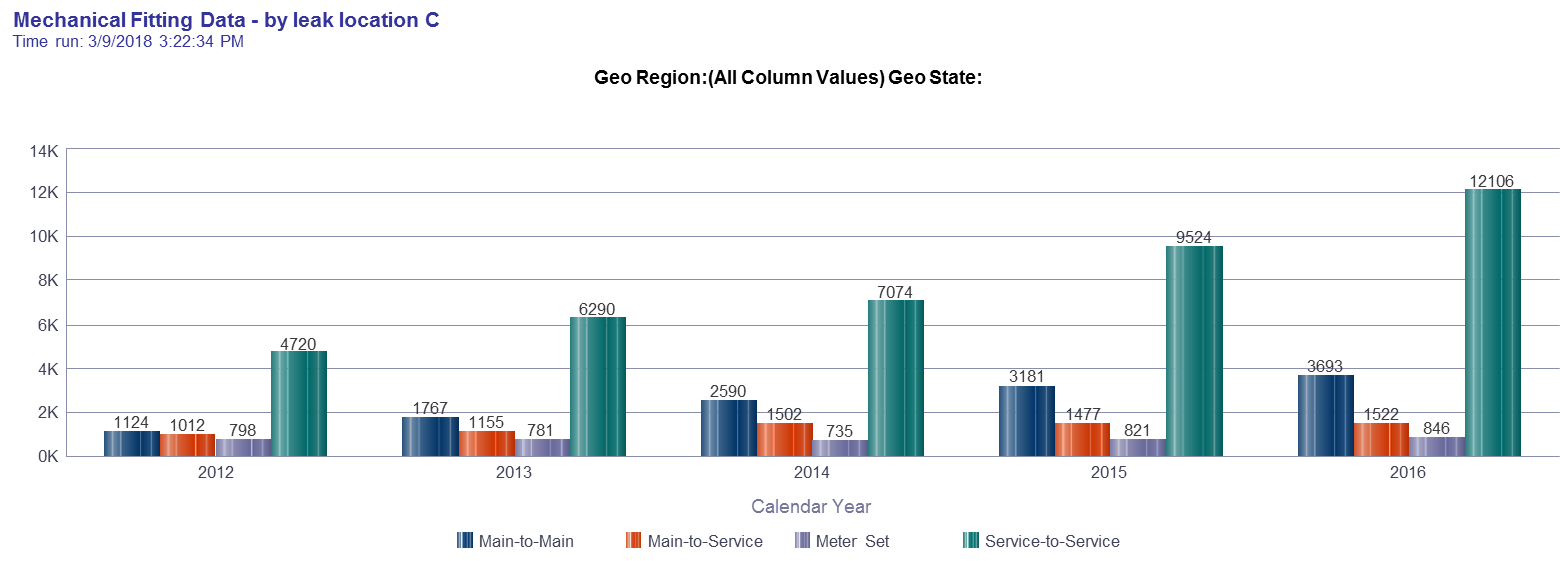 Mechanical Fitting Data - by leak location C
Time run: 3/9/2018 3:22:34 PM
Geo Region:(All Column Values) Geo State:
14K
12K
10K
8K
6K
4K
2K
0K
1124 1012 798 4720
1767 1155 781 6290
2590 1502 735 7074
3181 1477 821 9524
3693 1522 846 12106
2012 2013 2014 2015 2016
Calendar Year
Main-to-Main Main-to-Service Meter Set Service-to-Service